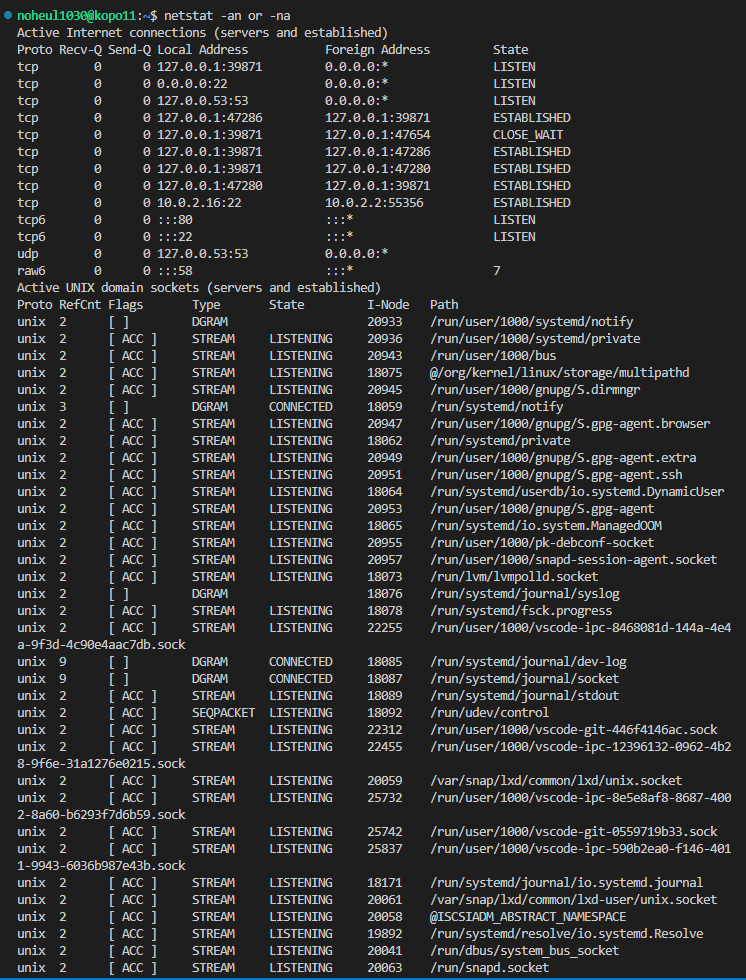 noheul1030@kopo11:~$ netstat -an or -na
Active Internet connections (servers and established)
Proto Recv-Q Send-Q Local Address           Foreign Address         State
tcp        0      0 127.0.0.1:39871         0.0.0.0:*               LISTEN
tcp        0      0 0.0.0.0:22              0.0.0.0:*               LISTEN
tcp        0      0 127.0.0.53:53           0.0.0.0:*               LISTEN
tcp        0      0 127.0.0.1:47286         127.0.0.1:39871         ESTABLISHED
tcp        0      0 127.0.0.1:39871         127.0.0.1:47654         CLOSE_WAIT
tcp        0      0 127.0.0.1:39871         127.0.0.1:47286         ESTABLISHED
tcp        0      0 127.0.0.1:39871         127.0.0.1:47280         ESTABLISHED
tcp        0      0 127.0.0.1:47280         127.0.0.1:39871         ESTABLISHED
tcp        0      0 10.0.2.16:22            10.0.2.2:55356          ESTABLISHED
tcp6       0      0 :::80                   :::*                    LISTEN
tcp6       0      0 :::22                   :::*                    LISTEN
udp        0      0 127.0.0.53:53           0.0.0.0:*
raw6       0      0 :::58                   :::*                    7
Active UNIX domain sockets (servers and established)
Proto RefCnt Flags       Type       State         I-Node   Path
unix  2      [ ]         DGRAM                    20933    /run/user/1000/systemd/notify
unix  2      [ ACC ]     STREAM     LISTENING     20936    /run/user/1000/systemd/private
unix  2      [ ACC ]     STREAM     LISTENING     20943    /run/user/1000/bus
unix  2      [ ACC ]     STREAM     LISTENING     18075    @/org/kernel/linux/storage/multipathd
unix  2      [ ACC ]     STREAM     LISTENING     20945    /run/user/1000/gnupg/S.dirmngr
unix  3      [ ]         DGRAM      CONNECTED     18059    /run/systemd/notify
unix  2      [ ACC ]     STREAM     LISTENING     20947    /run/user/1000/gnupg/S.gpg-agent.browser
unix  2      [ ACC ]     STREAM     LISTENING     18062    /run/systemd/private
unix  2      [ ACC ]     STREAM     LISTENING     20949    /run/user/1000/gnupg/S.gpg-agent.extra
unix  2      [ ACC ]     STREAM     LISTENING     20951    /run/user/1000/gnupg/S.gpg-agent.ssh
unix  2      [ ACC ]     STREAM     LISTENING     18064    /run/systemd/userdb/io.systemd.DynamicUser
unix  2      [ ACC ]     STREAM     LISTENING     20953    /run/user/1000/gnupg/S.gpg-agent
unix  2      [ ACC ]     STREAM     LISTENING     18065    /run/systemd/io.system.ManagedOOM
unix  2      [ ACC ]     STREAM     LISTENING     20955    /run/user/1000/pk-debconf-socket
unix  2      [ ACC ]     STREAM     LISTENING     20957    /run/user/1000/snapd-session-agent.socket
unix  2      [ ACC ]     STREAM     LISTENING     18073    /run/lvm/lvmpolld.socket
unix  2      [ ]         DGRAM                    18076    /run/systemd/journal/syslog
unix  2      [ ACC ]     STREAM     LISTENING     18078    /run/systemd/fsck.progress
unix  2      [ ACC ]     STREAM     LISTENING     22255    /run/user/1000/vscode-ipc-8468081d-144a-4e4
a-9f3d-4c90e4aac7db.sock
unix  9      [ ]         DGRAM      CONNECTED     18085    /run/systemd/journal/dev-log
unix  9      [ ]         DGRAM      CONNECTED     18087    /run/systemd/journal/socket
unix  2      [ ACC ]     STREAM     LISTENING     18089    /run/systemd/journal/stdout
unix  2      [ ACC ]     SEQPACKET  LISTENING     18092    /run/udev/control
unix  2      [ ACC ]     STREAM     LISTENING     22312    /run/user/1000/vscode-git-446f4146ac.sock
unix  2      [ ACC ]     STREAM     LISTENING     22455    /run/user/1000/vscode-ipc-12396132-0962-4b2
8-9f6e-31a1276e0215.sock
unix  2      [ ACC ]     STREAM     LISTENING     20059    /var/snap/lxd/common/lxd/unix.socket
unix  2      [ ACC ]     STREAM     LISTENING     25732    /run/user/1000/vscode-ipc-8e5e8af8-8687-400
2-8a60-b6293f7d6b59.sock
unix  2      [ ACC ]     STREAM     LISTENING     25742    /run/user/1000/vscode-git-0559719b33.sock
unix  2      [ ACC ]     STREAM     LISTENING     25837    /run/user/1000/vscode-ipc-590b2ea0-f146-401
1-9943-6036b987e43b.sock
unix  2      [ ACC ]     STREAM     LISTENING     18171    /run/systemd/journal/io.systemd.journal
unix  2      [ ACC ]     STREAM     LISTENING     20061    /var/snap/lxd/common/lxd-user/unix.socket
unix  2      [ ACC ]     STREAM     LISTENING     20058    @ISCSIADM_ABSTRACT_NAMESPACE
unix  2      [ ACC ]     STREAM     LISTENING     19892    /run/systemd/resolve/io.systemd.Resolve
unix  2      [ ACC ]     STREAM     LISTENING     20041    /run/dbus/system_bus_socket
unix  2      [ ACC ]     STREAM     LISTENING     20063    /run/snapd.socket